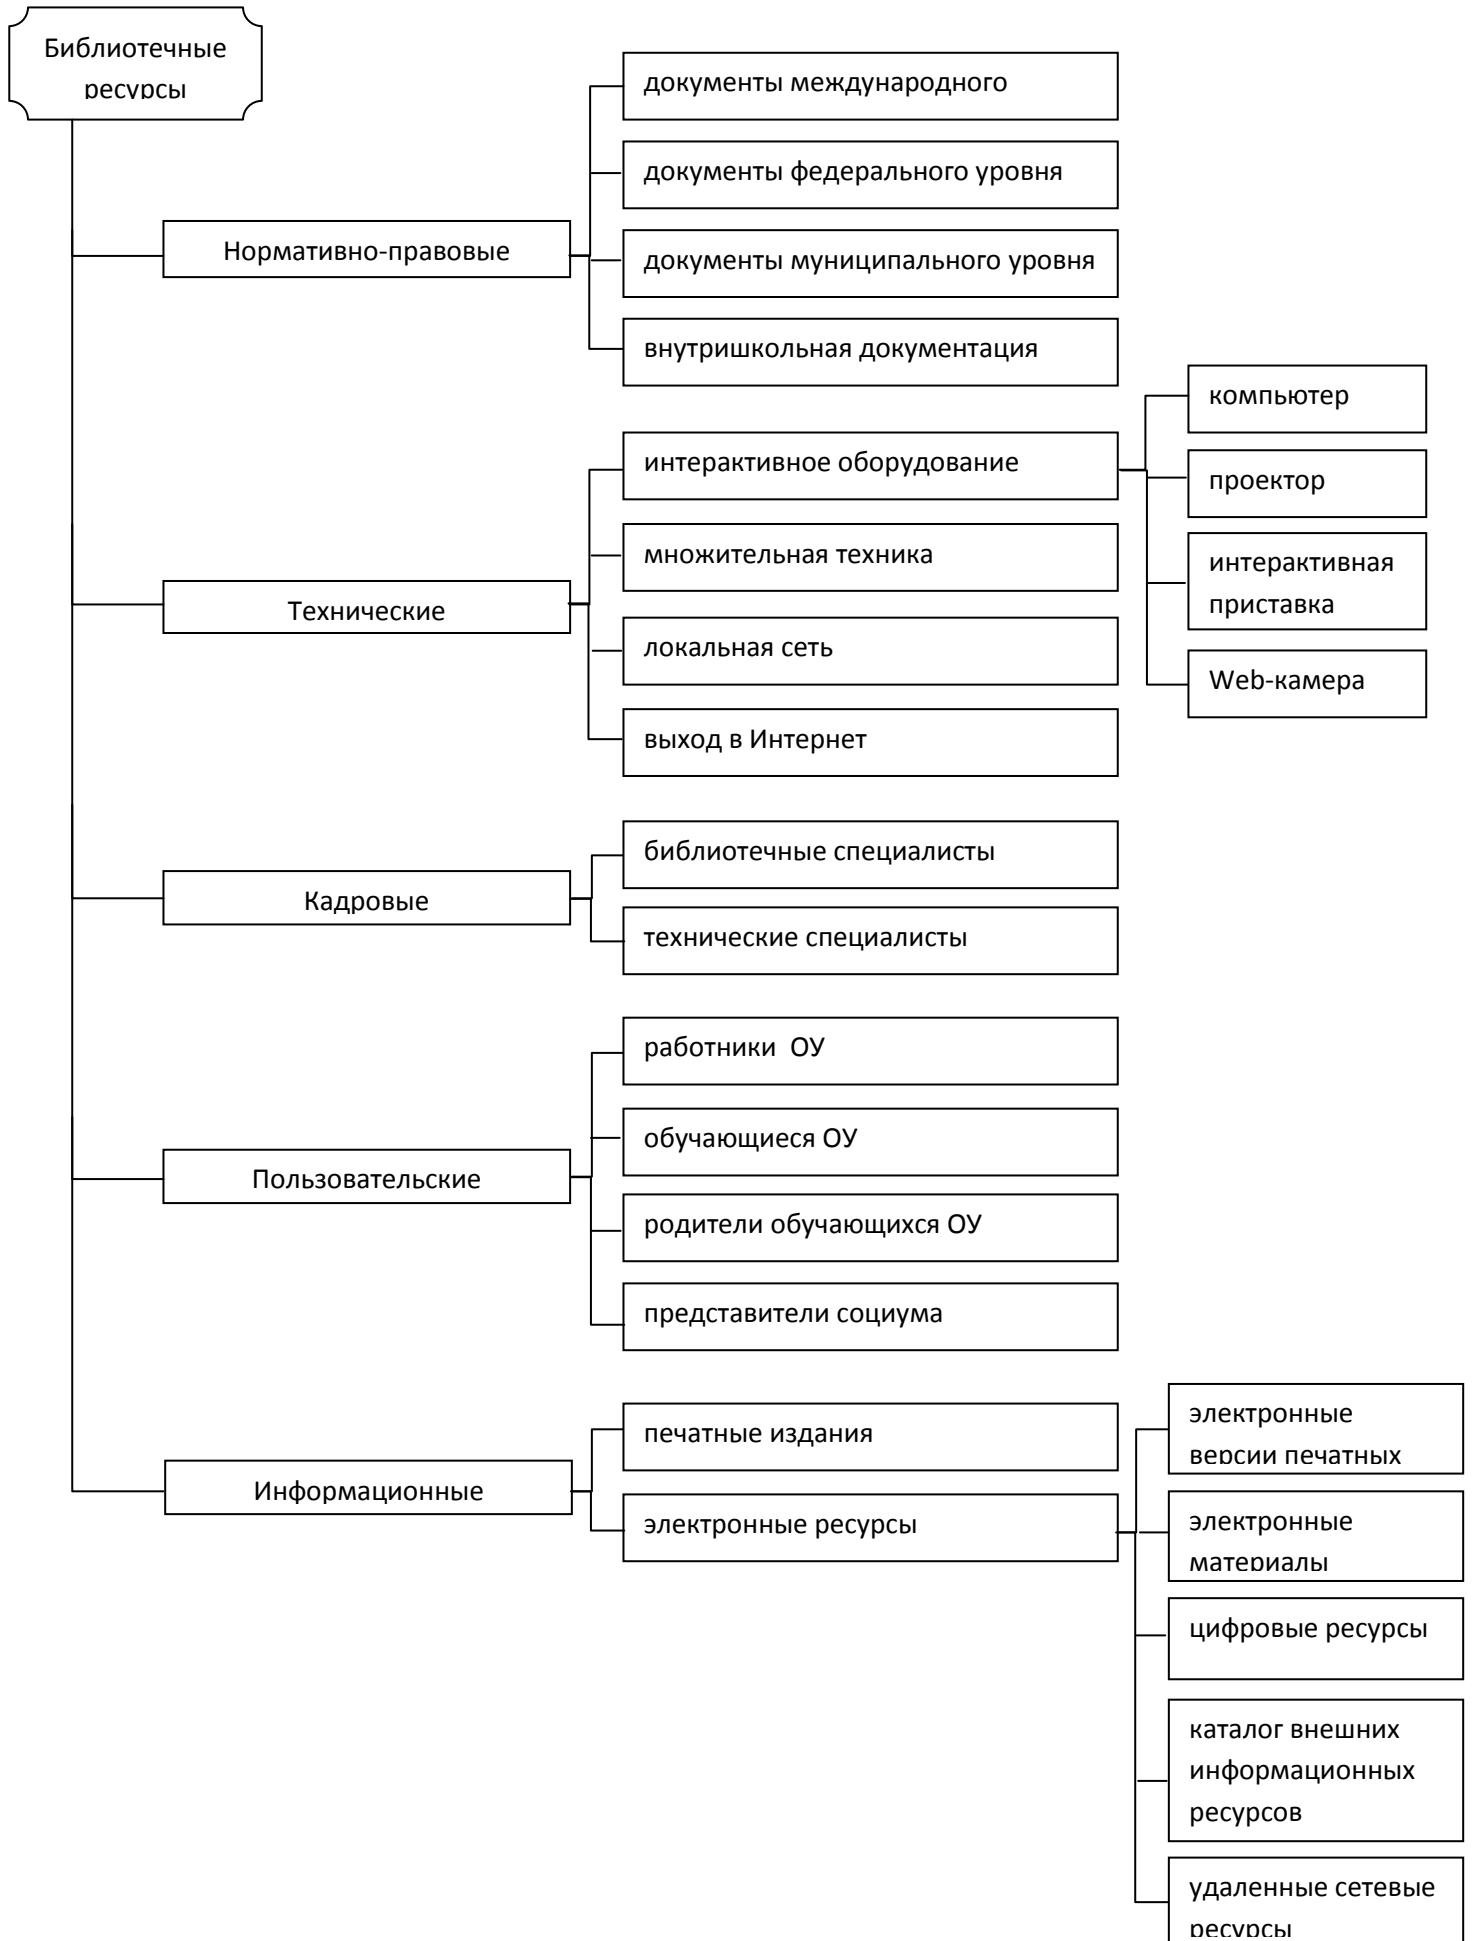 Библиотечные
ресурсы
документы международного
документы федерального уровня
Нормативно-правовые
документы муниципального уровня
внутришкольная документация
компьютер
интерактивное оборудование
проектор
множительная техника
интерактивная
приставка
Технические
локальная сеть
Web-камера
выход в Интернет
библиотечные специалисты
Кадровые
технические специалисты
работники ОУ
обучающиеся ОУ
Пользовательские
родители обучающихся ОУ
представители социума
печатные издания
электронные
версии печатных
Информационные
электронные ресурсы
электронные
материалы
цифровые ресурсы
каталог внешних
информационных
ресурсов
удаленные сетевые
ресурсы